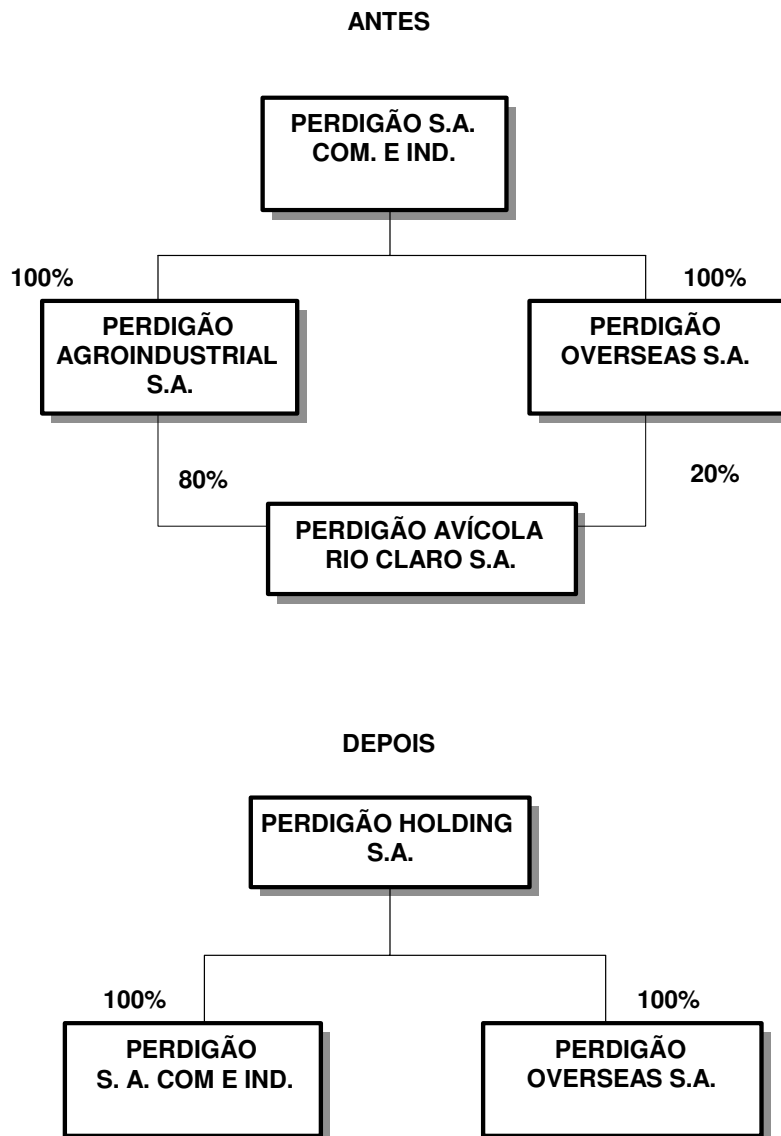 ANTES
PERDIGÃO S.A.
COM. E IND.
100%
100%
PERDIGÃO
AGROINDUSTRIAL
S.A.
PERDIGÃO
OVERSEAS S.A.
80%
20%
PERDIGÃO AVÍCOLA
RIO CLARO S.A.
DEPOIS
PERDIGÃO HOLDING
S.A.
100%
100%
PERDIGÃO
S. A. COM E IND.
PERDIGÃO
OVERSEAS S.A.